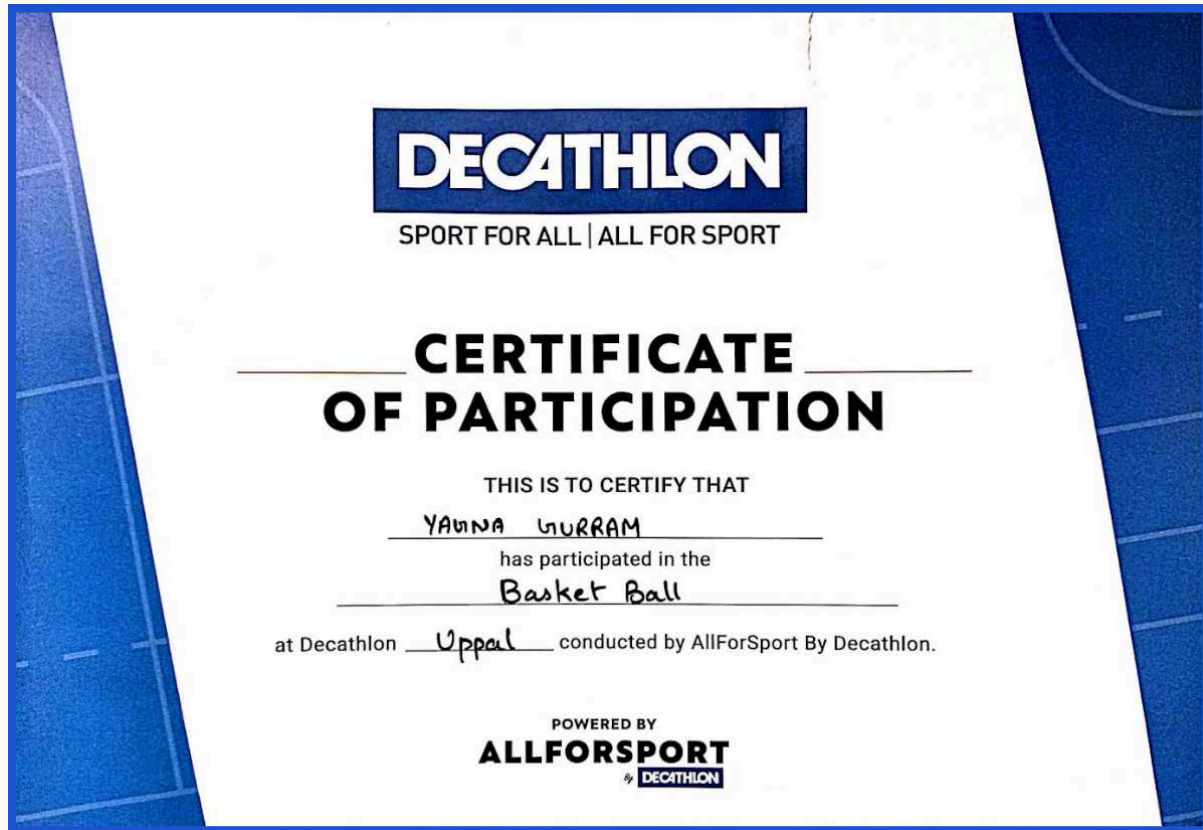 DECATHLON
SPORT FOR ALL | ALL FOR SPORT
CERTIFICATE
OF PARTICIPATION
THIS IS TO CERTIFY THAT
YAGNA GURRAM
has participated in the
Basket Ball
at Decathlon Uppal conducted by AllForSport By Decathlon.
POWERED BY
ALLFORSPORT
By DECATHLON